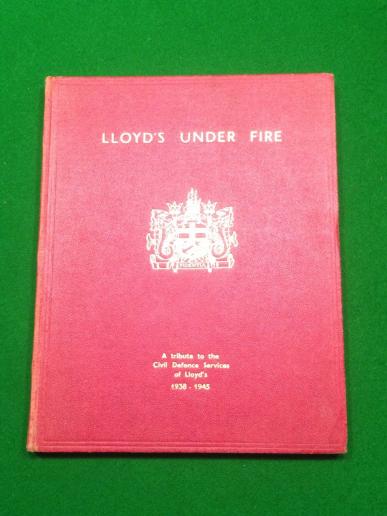 LLOYD'S UNDER FIRE
A tribute to the
Civil Defence Services
of Lloyd's
1938 - 1945